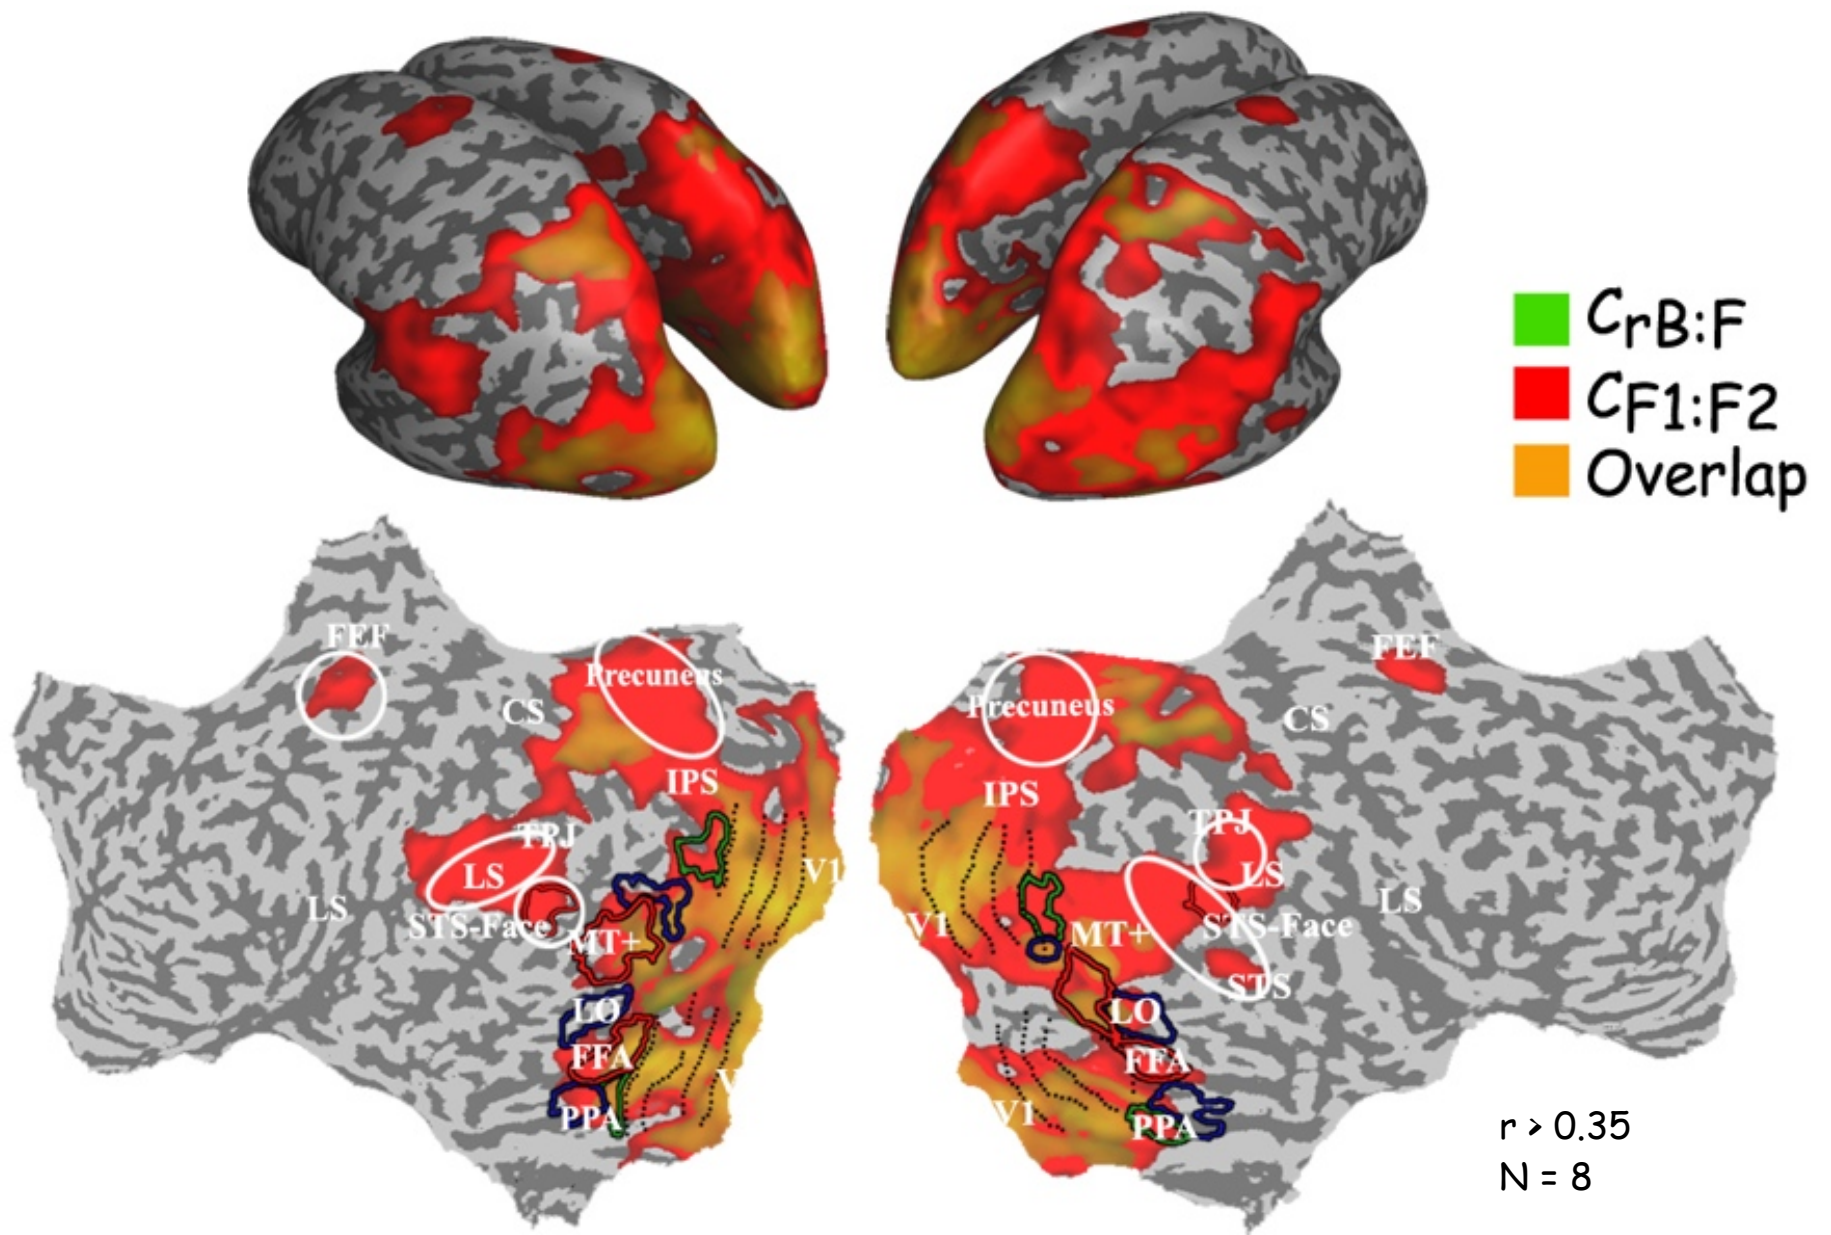 CrB:F
CF1:F2
Overlap
FEF
Precuneus
CS
IPS
TPJ
LS
V1
LS
STS-Face
MT+
LO
FFA
V
PPA
FEF
Precuneus
CS
IPS
TPJ
LS
LS
V1
MT+
STS-Face
STS
LO
FFA
V1
PPA
r > 0.35
N = 8